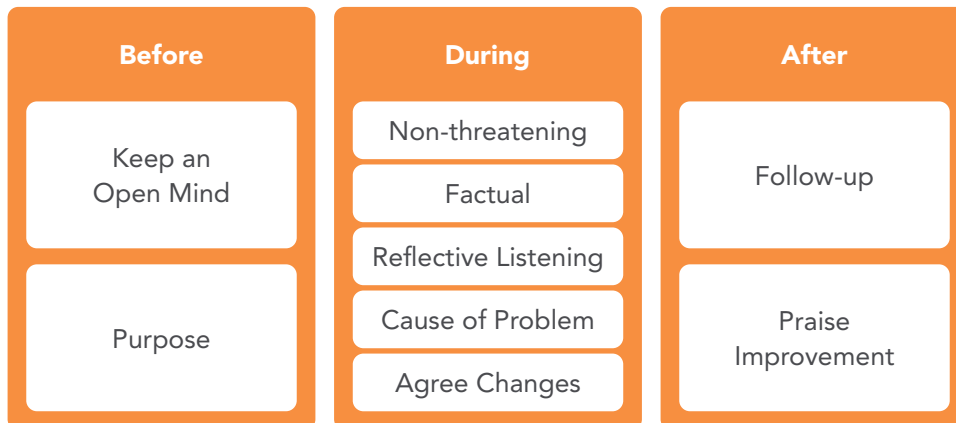 Before
Keep an
Open Mind
Purpose
During
Non-threatening
Factual
Reflective Listening
Cause of Problem
Agree Changes
After
Follow-up
Praise
Improvement